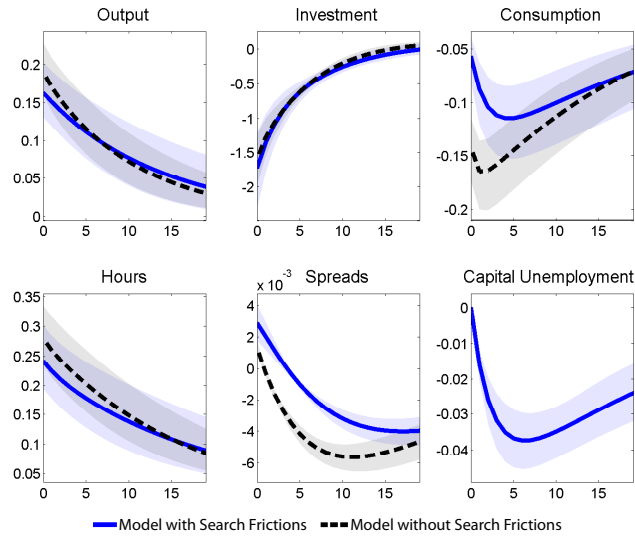 Output
0.2
0.15
0.1
0.05
0
0 5 10 15
Investment
0
-0.5
-1
-1.5
-2
0 5 10 15
Consumption
-0.05
-0.1
-0.15
-0.2
0 5 10 15
Hours
0.35
0.3
0.25
0.2
0.15
0.1
0.05
0 5 10 15
Spreads
x 10⁻³
4
2
0
-2
-4
-6
0 5 10 15
Capital Unemployment
0
-0.01
-0.02
-0.03
-0.04
0 5 10 15
Model with Search Frictions Model without Search Frictions